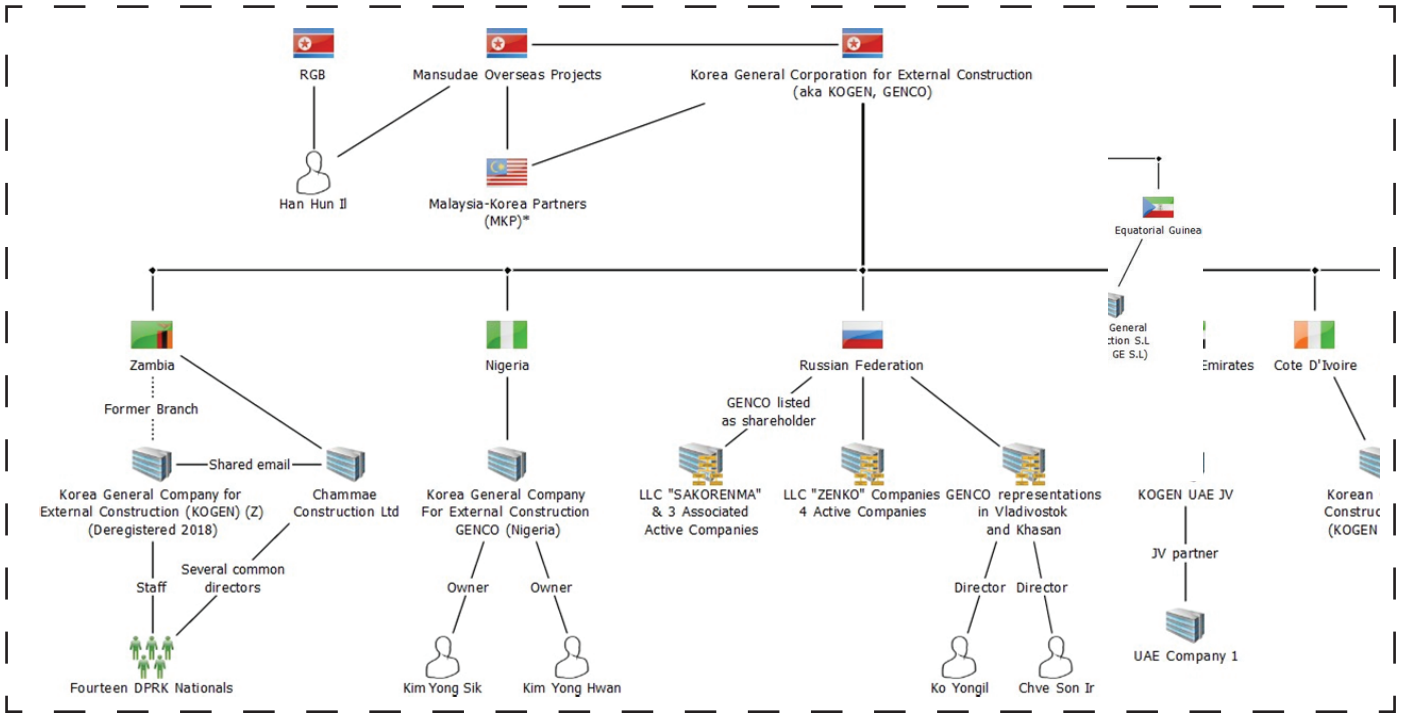 RGB
Mansudae Overseas Projects
Korea General Corporation for External Construction
(aka KOGEN, GENCO)
Han Hun Il
Malaysia-Korea Partners
(MKP)*
Equatorial Guinea
General
S.L
GE S.L)
Zambia
Nigeria
Russian Federation
Emirates
Cote D'Ivoire
Former Branch
GENCO listed
as shareholder
Shared email
Korea General Company for
External Construction (KOGEN) (Z)
(Deregistered 2018)
Chammae
Construction Ltd
Korea General Company
For External Construction
GENCO (Nigeria)
LLC "SAKORENMA"
& 3 Associated
Active Companies
LLC "ZENKO" Companies
4 Active Companies
GENCO representations
in Vladivostok
and Khasan
KOGEN UAE JV
Korean
(KOGEN
Staff
Several common
directors
Owner
Owner
Director
Director
JV partner
Fourteen DPRK Nationals
Kim Yong Sik
Kim Yong Hwan
Ko Yongil
Chve Son Ir
UAE Company 1